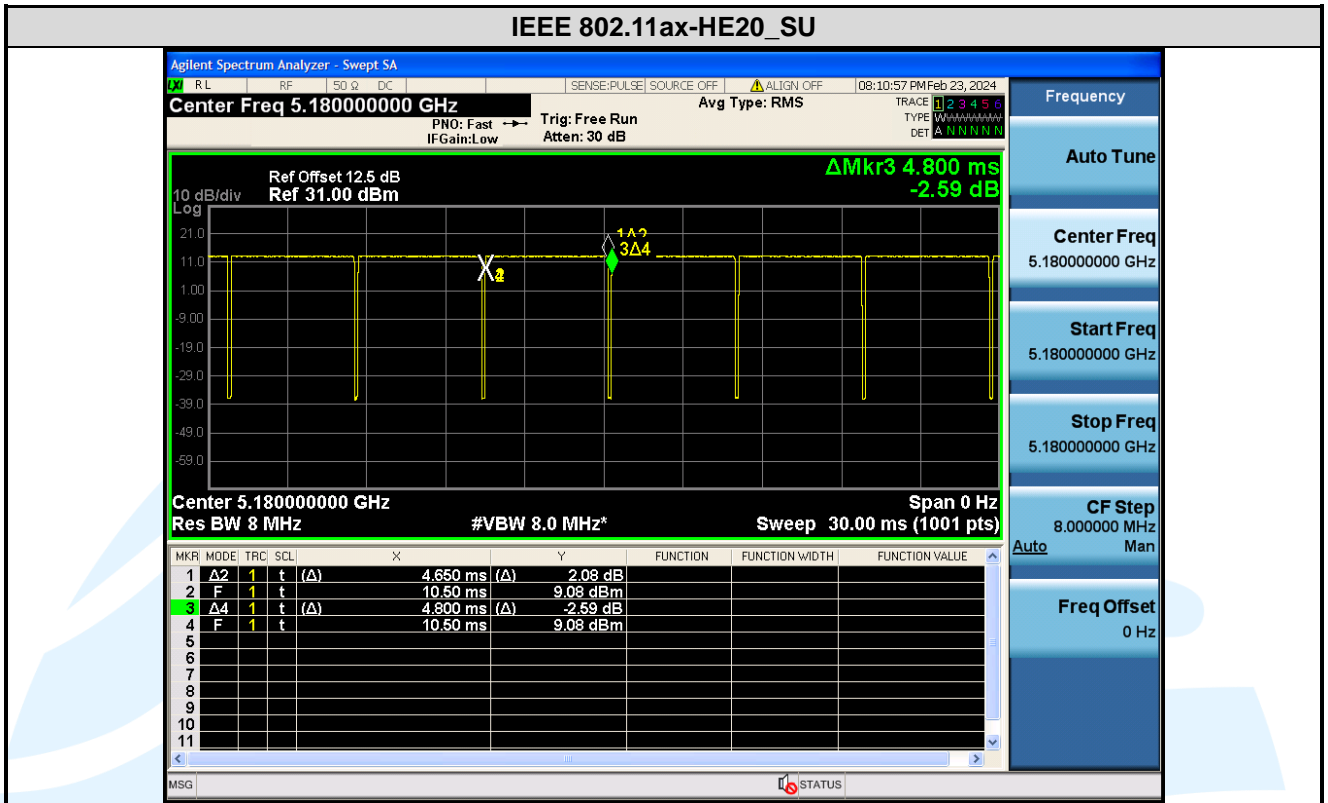 IEEE 802.11ax-HE20_SU
Agilent Spectrum Analyzer - Swept SA
LXI RL RF 50 Ω DC SENSE:PULSE SOURCE OFF ALIGN OFF 08:10:57 PM Feb 23, 2024
Center Freq 5.180000000 GHz
Avg Type: RMS
TRACE 1 2 3 4 5 6
PNO: Fast Trig: Free Run
TYPE W
IFGain:Low Atten: 30 dB
DET A N N N N N
ΔMkr3 4.800 ms
-2.59 dB
Ref Offset 12.5 dB
10 dB/div Ref 31.00 dBm
Log
21.0
11.0
1.00
-9.00
-19.0
-29.0
-39.0
-49.0
-59.0
1Δ2
3Δ4
X
Center 5.180000000 GHz Span 0 Hz
Res BW 8 MHz #VBW 8.0 MHz* Sweep 30.00 ms (1001 pts)
MKR MODE TRC SCL X Y FUNCTION FUNCTION WIDTH FUNCTION VALUE
1 Δ2 1 t (Δ) 4.650 ms (Δ) 2.08 dB
2 F 1 t 10.50 ms 9.08 dBm
3 Δ4 1 t (Δ) 4.800 ms (Δ) -2.59 dB
4 F 1 t 10.50 ms 9.08 dBm
5
6
7
8
9
10
11
MSG STATUS
Frequency
Auto Tune
Center Freq
5.180000000 GHz
Start Freq
5.180000000 GHz
Stop Freq
5.180000000 GHz
CF Step
8.000000 MHz
Auto Man
Freq Offset
0 Hz